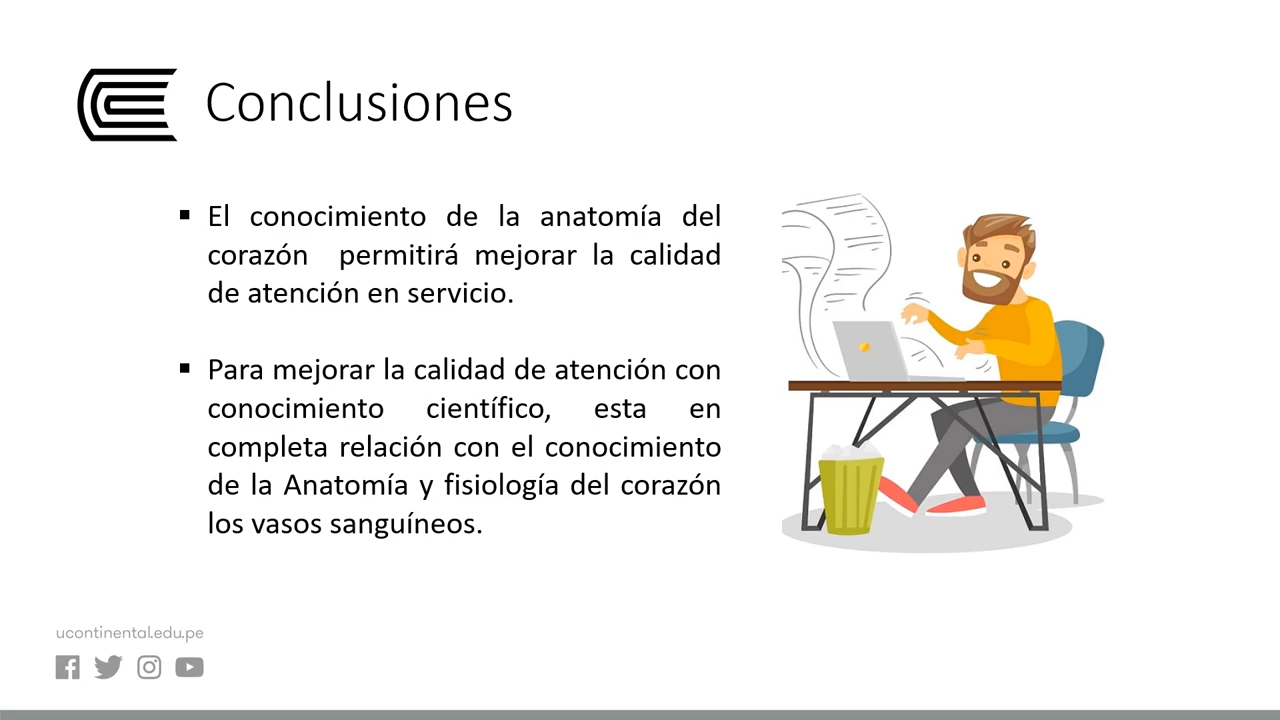 Conclusiones
▪ El conocimiento de la anatomía del
corazón permitirá mejorar la calidad
de atención en servicio.
▪ Para mejorar la calidad de atención con
conocimiento científico, esta en
completa relación con el conocimiento
de la Anatomía y fisiología del corazón
los vasos sanguíneos.
ucontinental.edu.pe